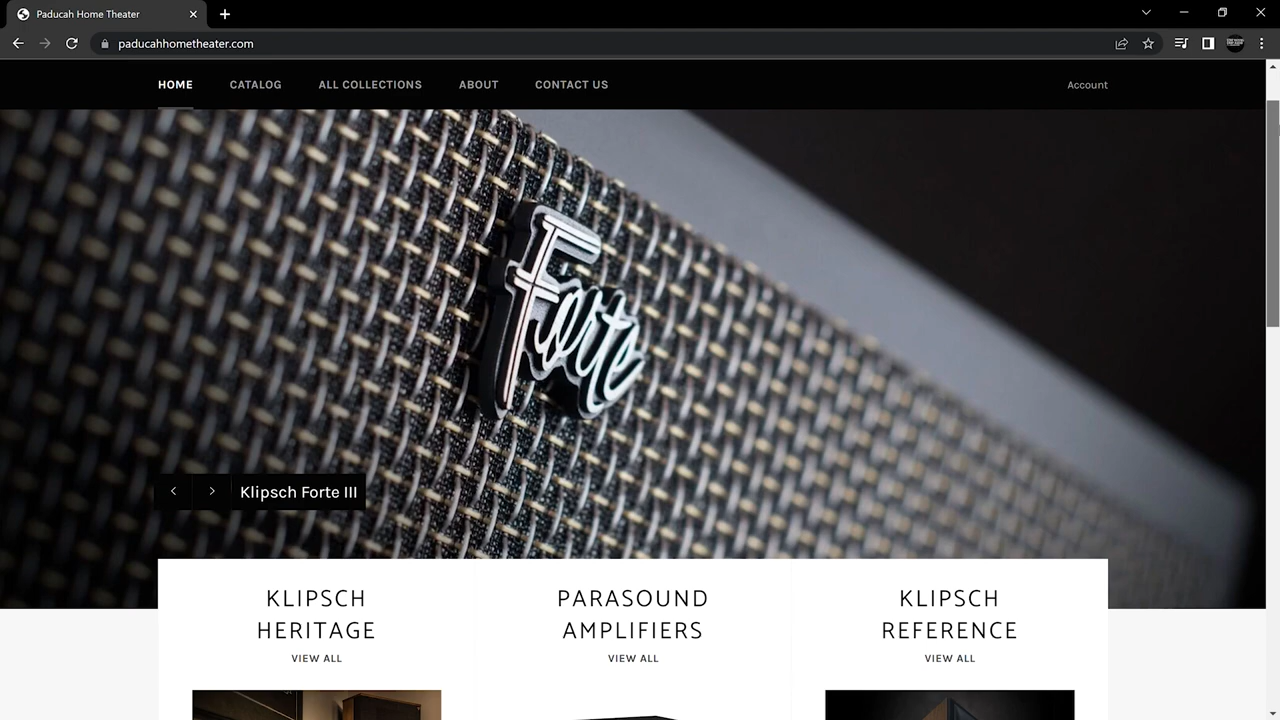 Paducah Home Theater
paducahhometheater.com
HOME CATALOG ALL COLLECTIONS ABOUT CONTACT US Account
Forte
Klipsch Forte III
KLIPSCH
HERITAGE
VIEW ALL
PARASOUND
AMPLIFIERS
VIEW ALL
KLIPSCH
REFERENCE
VIEW ALL